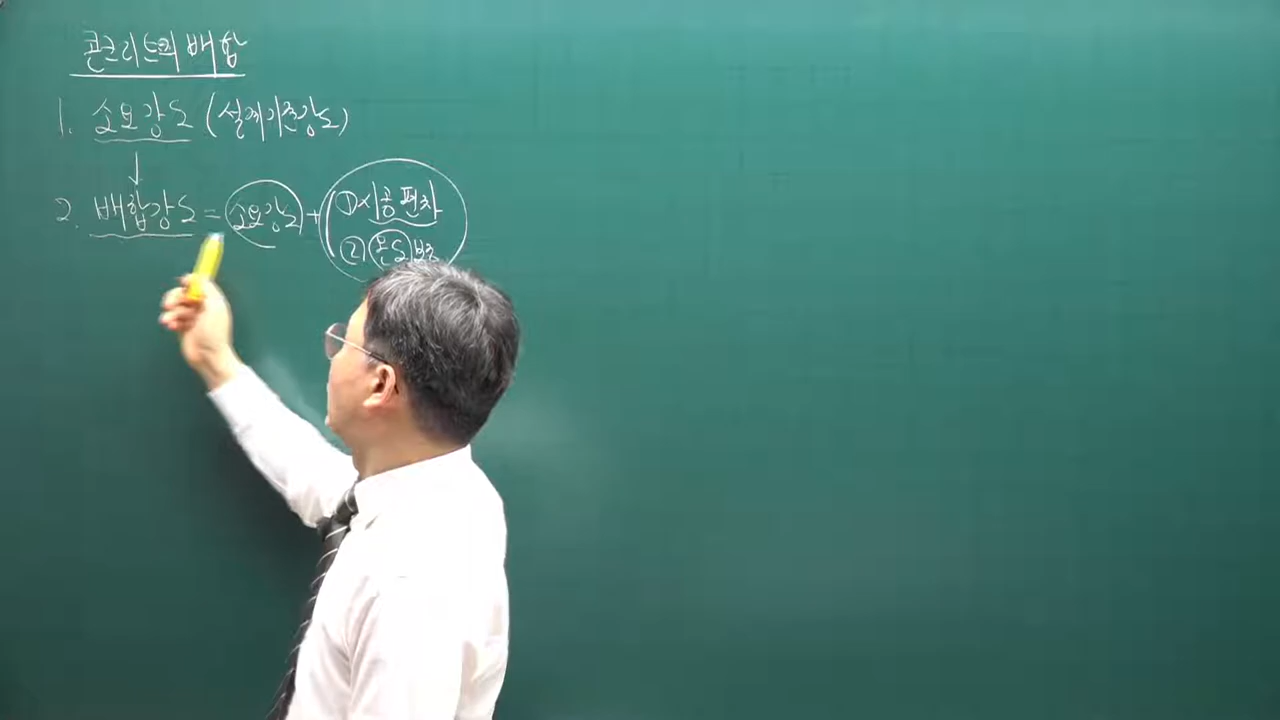 콘크리트의 배합
1. 소요강도 (설계기준강도)
↓
2. 배합강도 = 소요강도 + ( ① 시공편차
② 온도보정